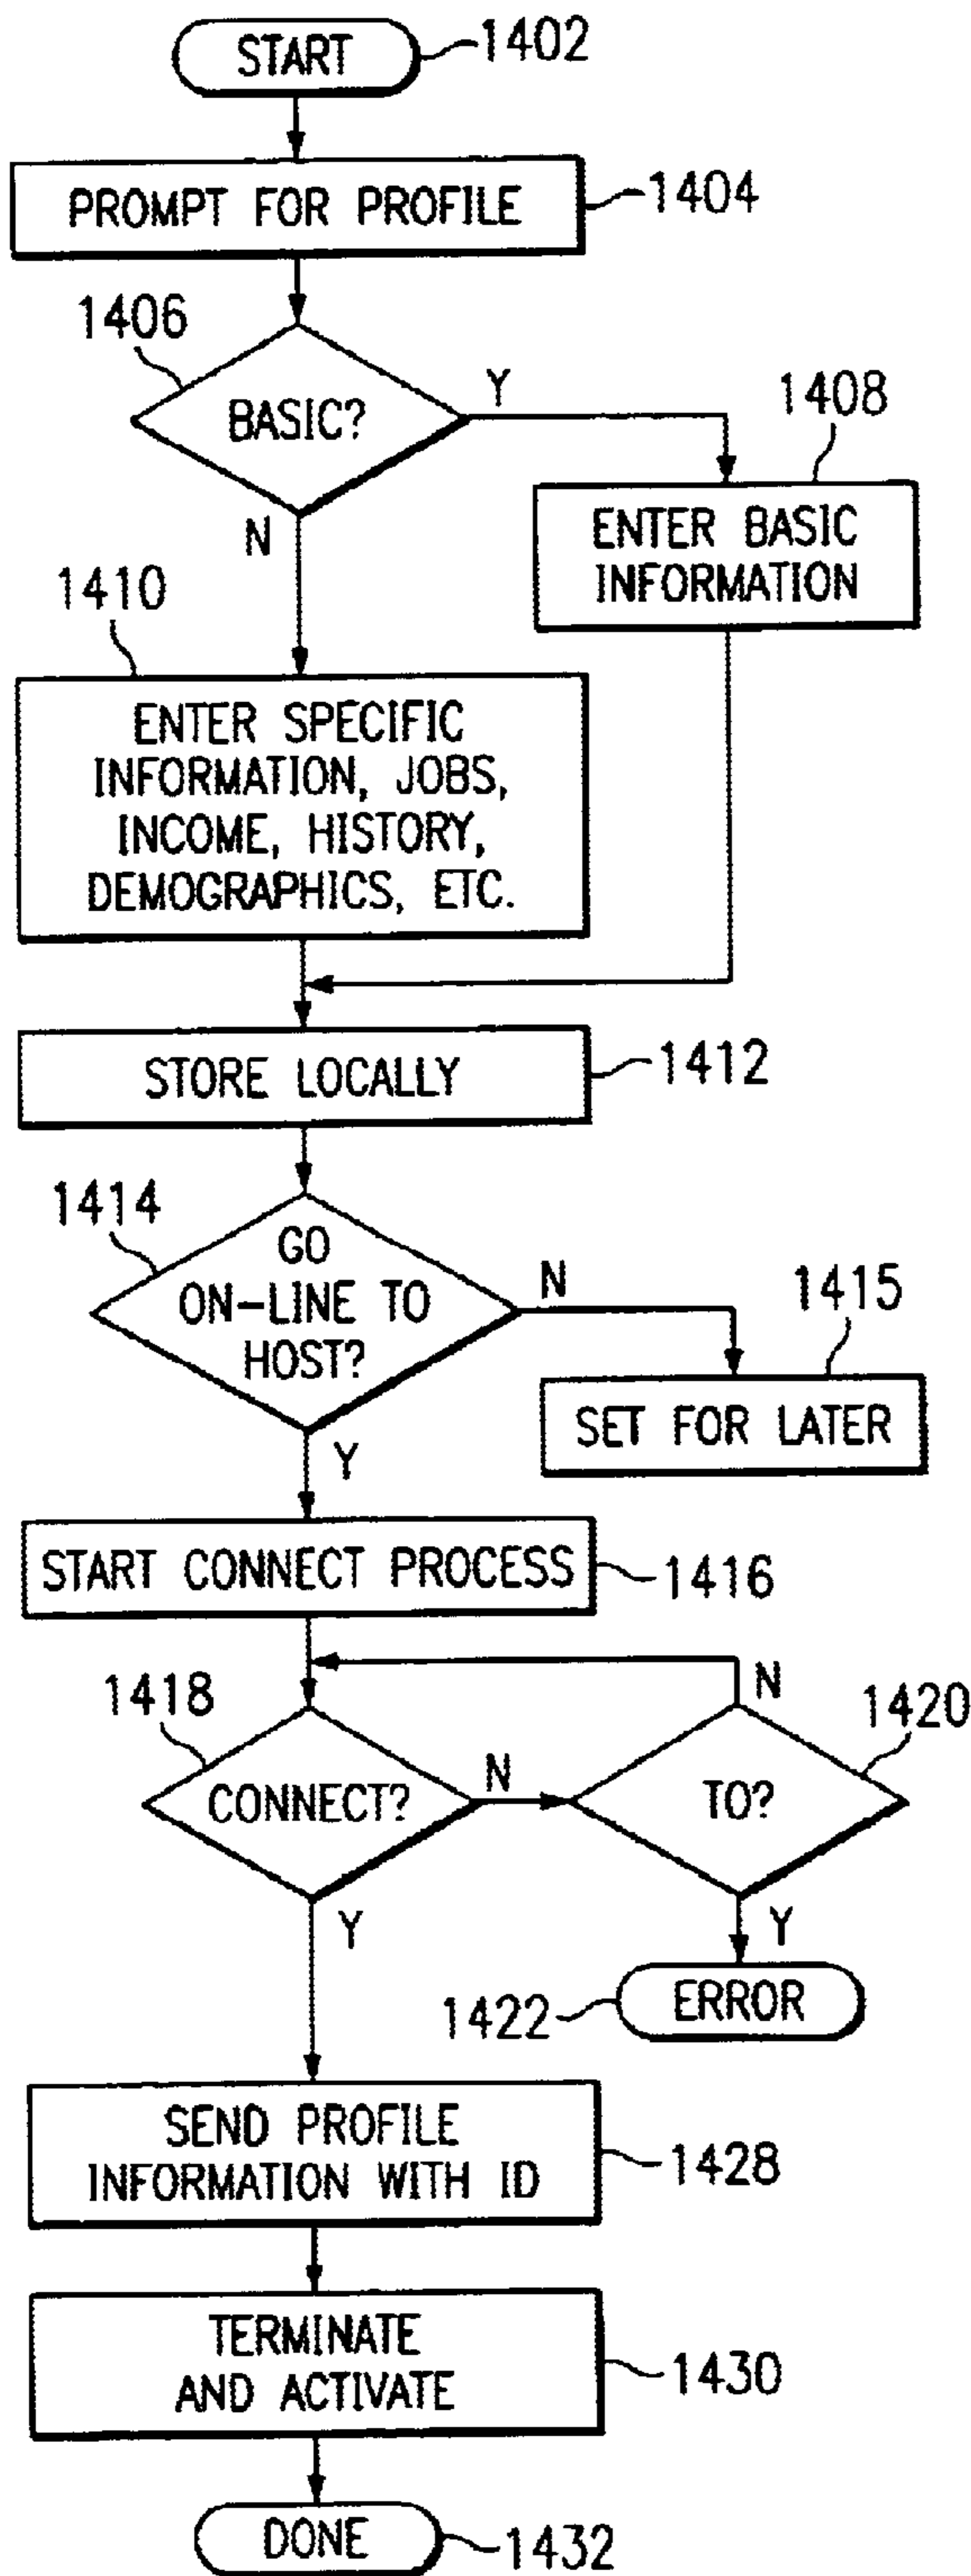 START
1402
PROMPT FOR PROFILE
1404
1406
BASIC?
Y
1408
N
ENTER BASIC
INFORMATION
1410
ENTER SPECIFIC
INFORMATION, JOBS,
INCOME, HISTORY,
DEMOGRAPHICS, ETC.
STORE LOCALLY
1412
1414
GO
ON-LINE TO
HOST?
N
1415
SET FOR LATER
Y
START CONNECT PROCESS
1416
1418
N
1420
CONNECT?
N
TO?
Y
Y
1422
ERROR
SEND PROFILE
INFORMATION WITH ID
1428
TERMINATE
AND ACTIVATE
1430
DONE
1432